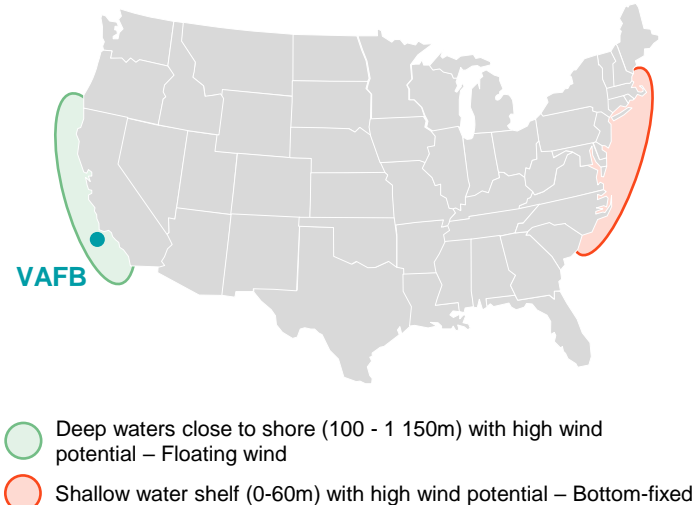 VAFB
Deep waters close to shore (100 - 1 150m) with high wind
potential – Floating wind
Shallow water shelf (0-60m) with high wind potential – Bottom-fixed